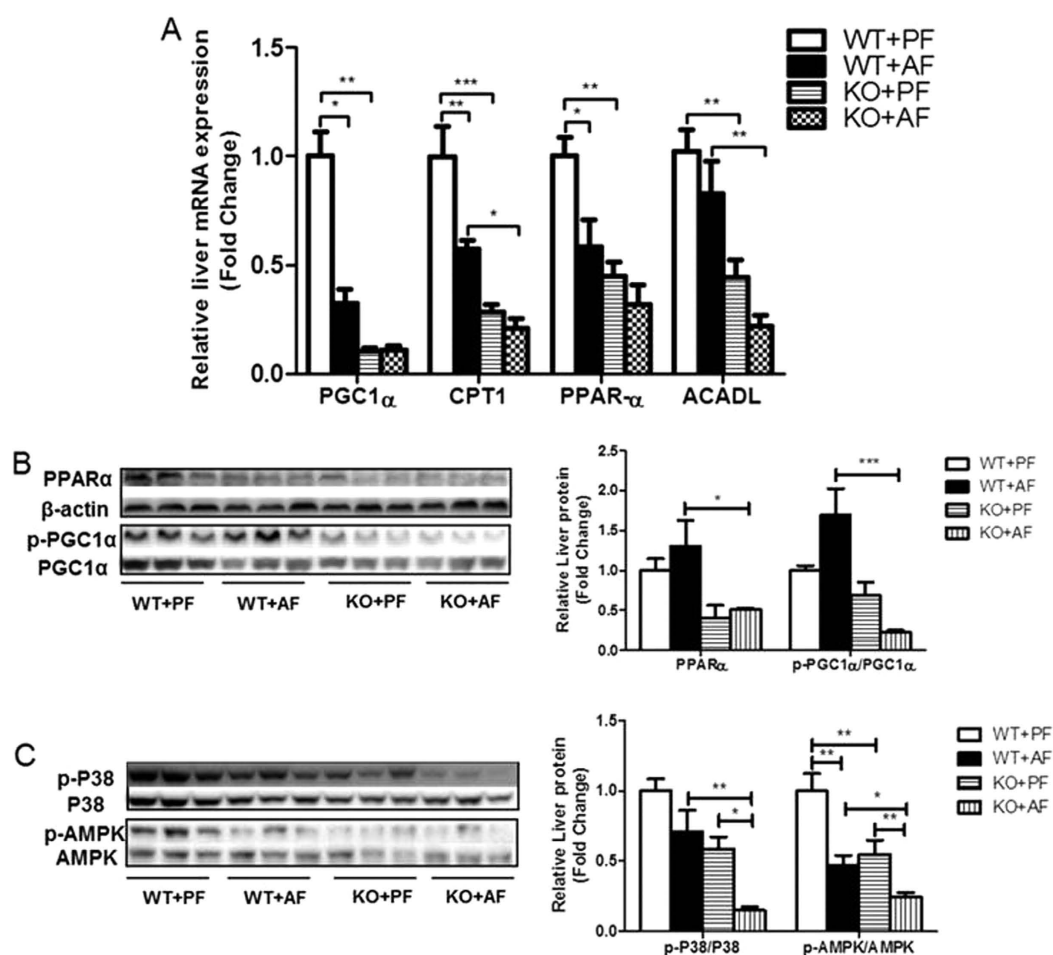 A
Relative liver mRNA expression
(Fold Change)
1.5
1.0
0.5
0.0
** 
*
***
**
*
**
*
**
**
PGC1α
CPT1
PPAR-α
ACADL
WT+PF
WT+AF
KO+PF
KO+AF
B
PPARα
β-actin
p-PGC1α
PGC1α
WT+PF
WT+AF
KO+PF
KO+AF
Relative Liver protein
(Fold Change)
2.5
2.0
1.5
1.0
0.5
0.0
*
***
PPARα
p-PGC1α/PGC1α
WT+PF
WT+AF
KO+PF
KO+AF
C
p-P38
P38
p-AMPK
AMPK
WT+PF
WT+AF
KO+PF
KO+AF
Relative Liver protein
(Fold Change)
1.5
1.0
0.5
0.0
**
*
**
**
*
**
p-P38/P38
p-AMPK/AMPK
WT+PF
WT+AF
KO+PF
KO+AF